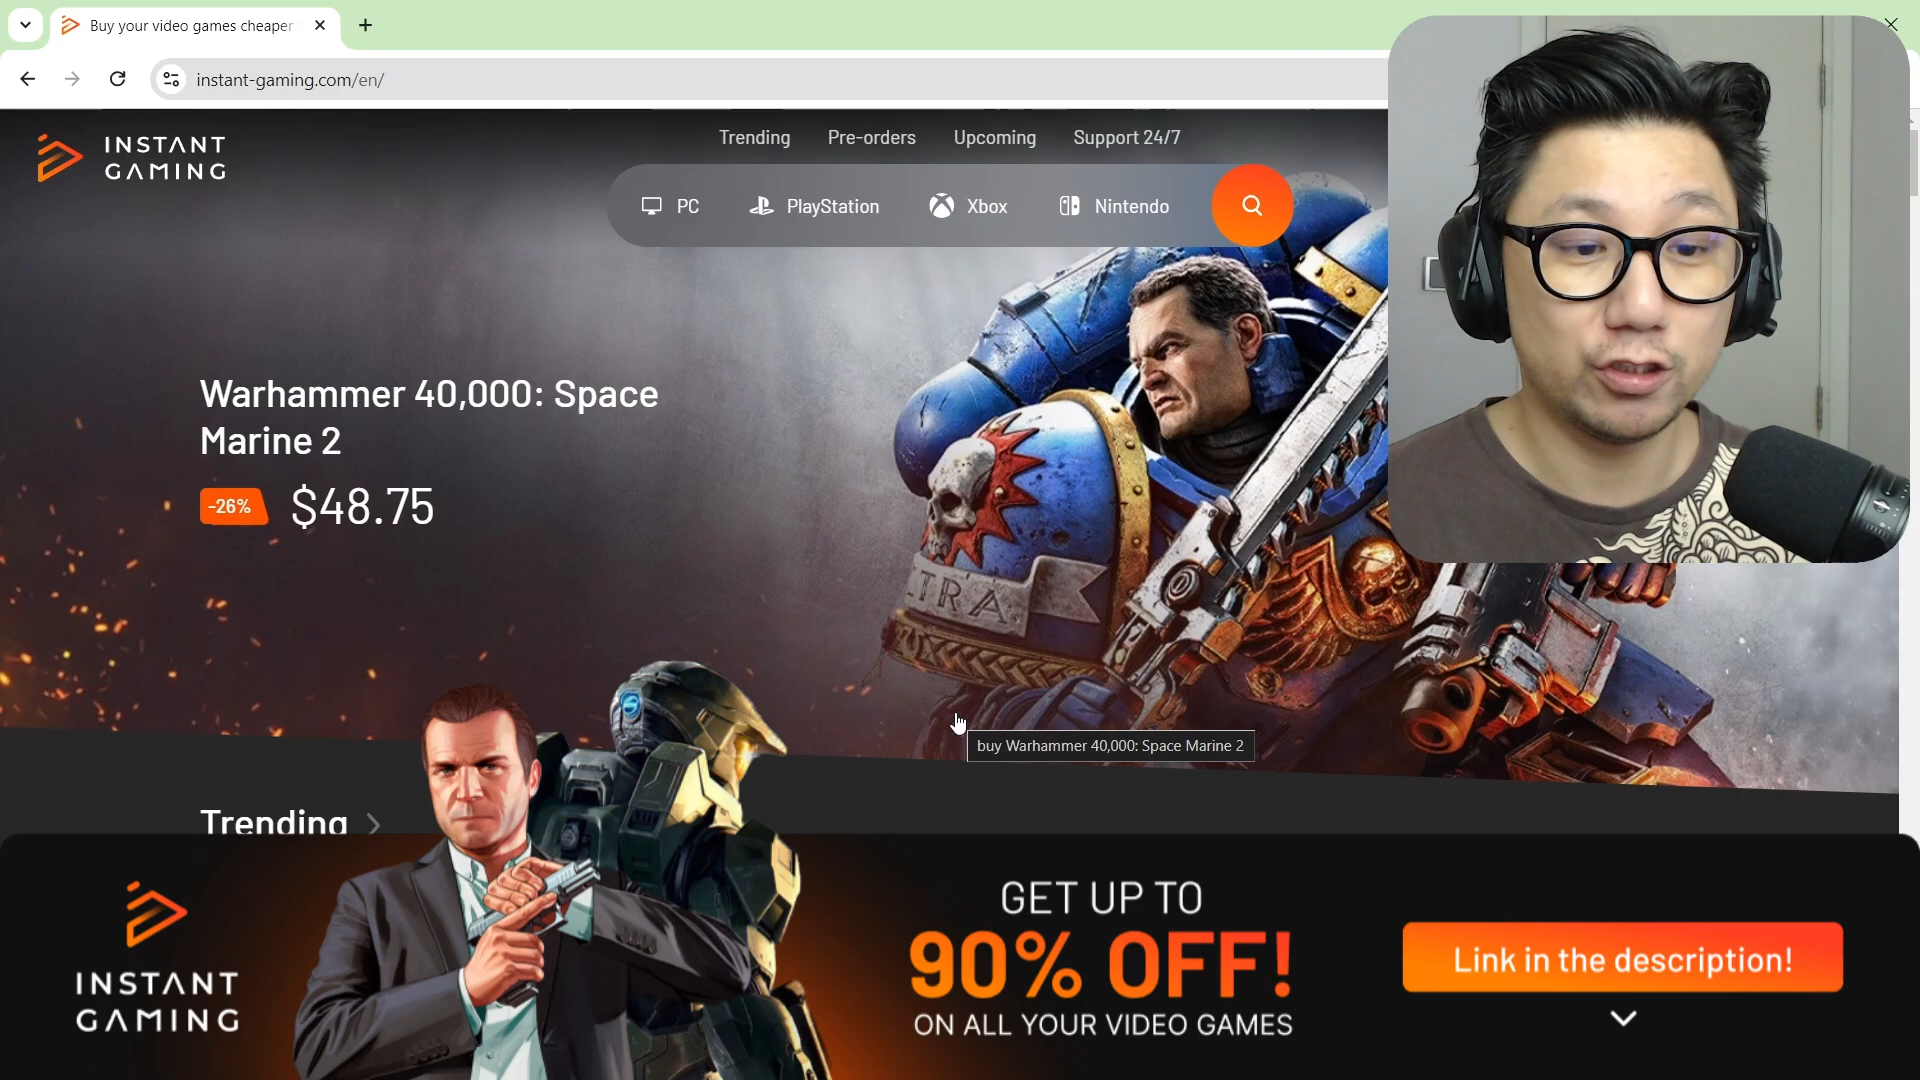 Buy your video games cheaper
instant-gaming.com/en/
INSTANT
GAMING
Trending
Pre-orders
Upcoming
Support 24/7
PC
PlayStation
Xbox
Nintendo
Warhammer 40,000: Space
Marine 2
-26%
$48.75
TRA
buy Warhammer 40,000: Space Marine 2
Trending
INSTANT
GAMING
GET UP TO
90% OFF!
ON ALL YOUR VIDEO GAMES
Link in the description!